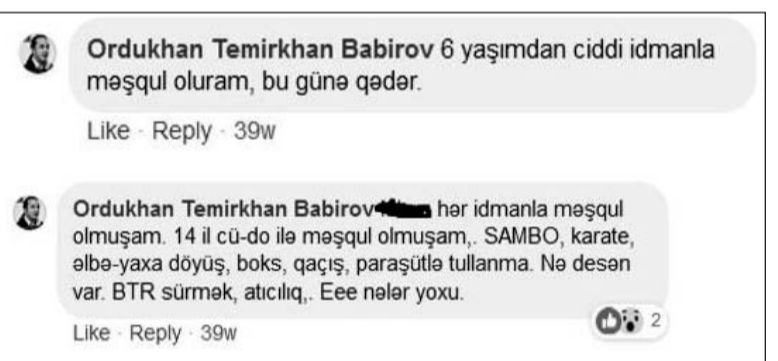 Ordukhan Temirkhan Babirov 6 yaşımdan ciddi idmanla
məşqul oluram, bu günə qədər.
Like · Reply · 39w
Ordukhan Temirkhan Babirov hər idmanla məşqul
olmuşam. 14 il cü-do ilə məşqul olmuşam,. SAMBO, karate,
əlbə-yaxa döyüş, boks, qaçış, paraşütlə tullanma. Nə desən
var. BTR sürmək, atıcılıq,. Eee nələr yoxu.
2
Like · Reply · 39w